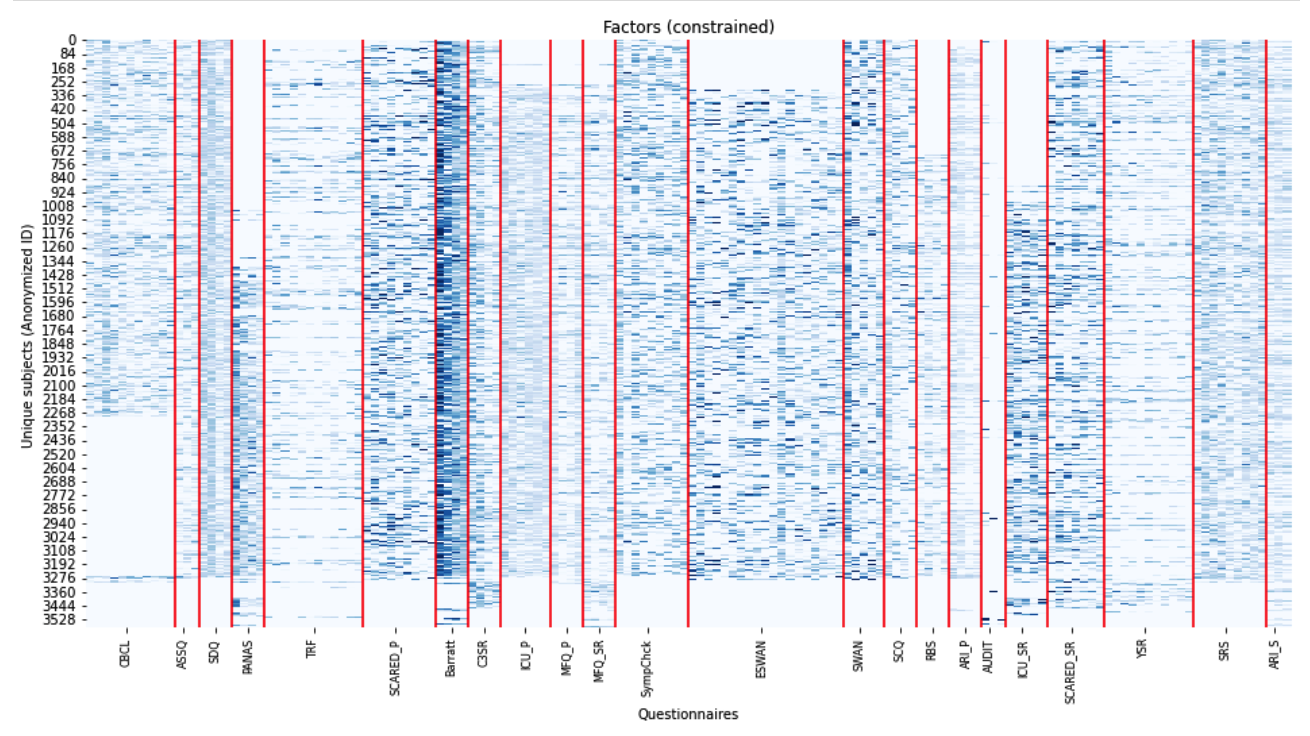 Factors (constrained)
Unique subjects (Anonymized ID)
0
84
168
252
336
420
504
588
672
756
840
924
1008
1092
1176
1260
1344
1428
1512
1596
1680
1764
1848
1932
2016
2100
2184
2268
2352
2436
2520
2604
2688
2772
2856
2940
3024
3108
3192
3276
3360
3444
3528
CBCL
ASSQ
SDQ
PANAS
TRF
SCARED_P
Barratt
C3SR
ICU_P
MFQ_P
MFQ_SR
SympChck
ESWAN
SWAN
SCQ
RBS
ARI_P
AUDIT
ICU_SR
SCARED_SR
YSR
SRS
ARI_S
Questionnaires